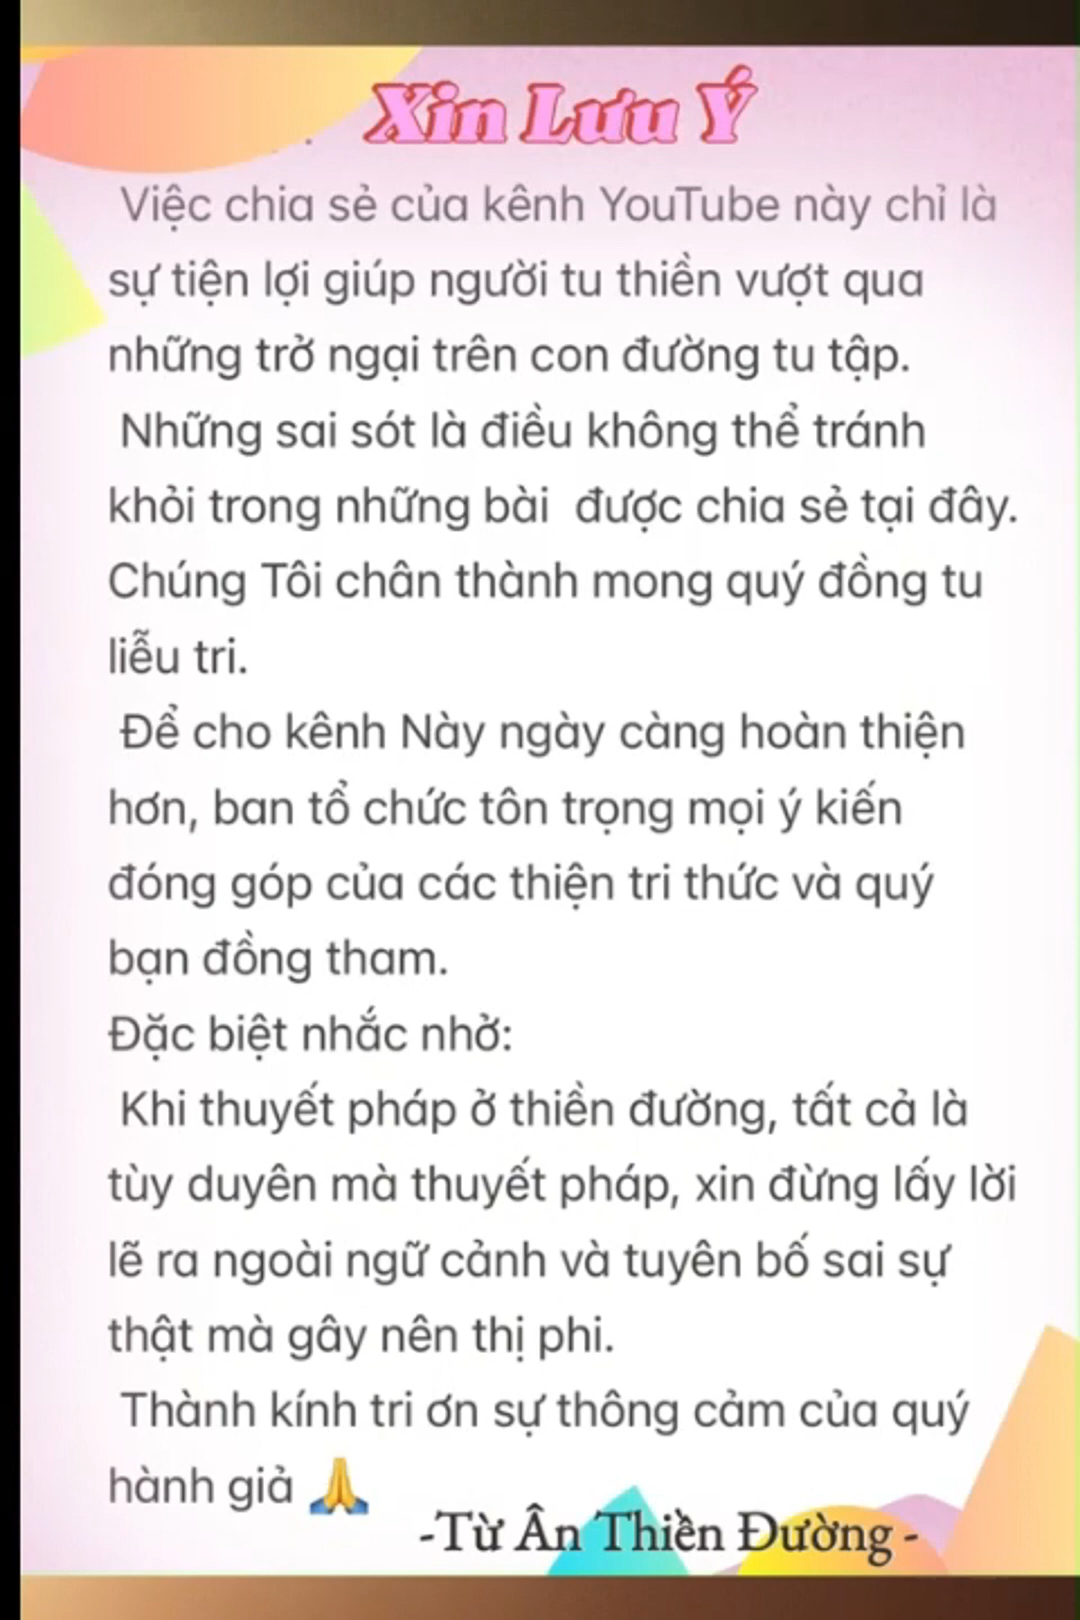 Xin Lưu Ý
Việc chia sẻ của kênh YouTube này chỉ là
sự tiện lợi giúp người tu thiền vượt qua
những trở ngại trên con đường tu tập.
Những sai sót là điều không thể tránh
khỏi trong những bài được chia sẻ tại đây.
Chúng Tôi chân thành mong quý đồng tu
liễu tri.
Để cho kênh Này ngày càng hoàn thiện
hơn, ban tổ chức tôn trọng mọi ý kiến
đóng góp của các thiện tri thức và quý
bạn đồng tham.
Đặc biệt nhắc nhở:
Khi thuyết pháp ở thiền đường, tất cả là
tùy duyên mà thuyết pháp, xin đừng lấy lời
lẽ ra ngoài ngữ cảnh và tuyên bố sai sự
thật mà gây nên thị phi.
Thành kính tri ơn sự thông cảm của quý
hành giả 🙏
-Từ Ân Thiền Đường -